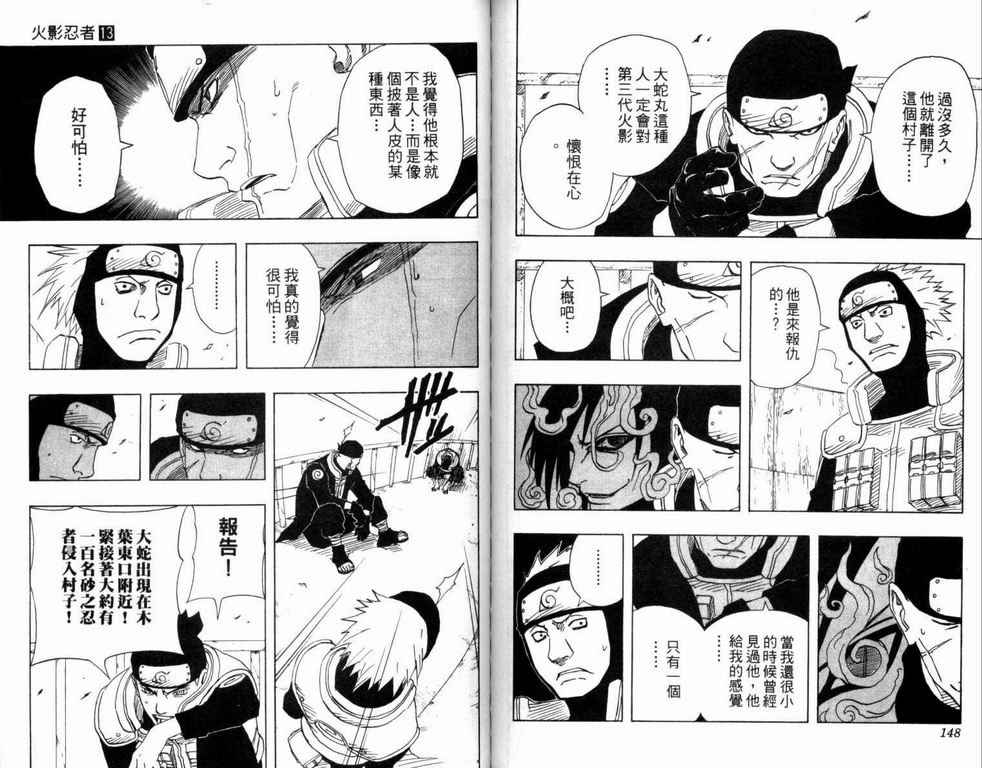 過沒多久，
他就離開了
這個村子……
大蛇丸這種
人一定會對
第三代火影
……
懷恨在心
。
他是來報仇
的…？
大概吧…
當我還很小
的時候曾經
見過他，他
給我的感覺
……
只有一個
……
………
148
火影忍者13
我覺得他根本就
不是人…而是像
個披著人皮的某
種東西…
好可怕……
我真的覺得
很可怕……
………
報告！
大蛇出現在木
葉東口附近！
緊接著大約有
一百名砂之忍
者侵入村子！